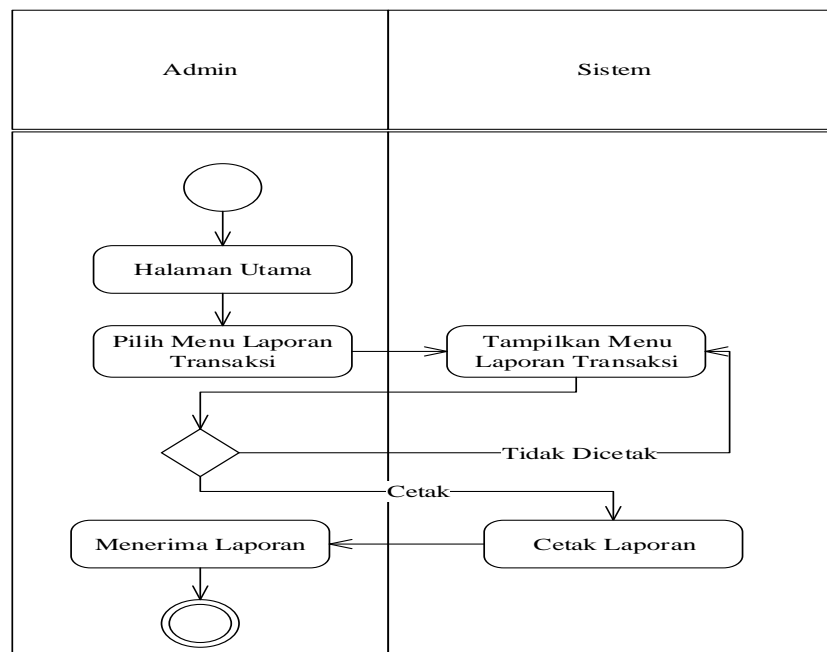 Admin
Sistem
Halaman Utama
Pilih Menu Laporan
Transaksi
Tampilkan Menu
Laporan Transaksi
Tidak Dicetak
Cetak
Menerima Laporan
Cetak Laporan